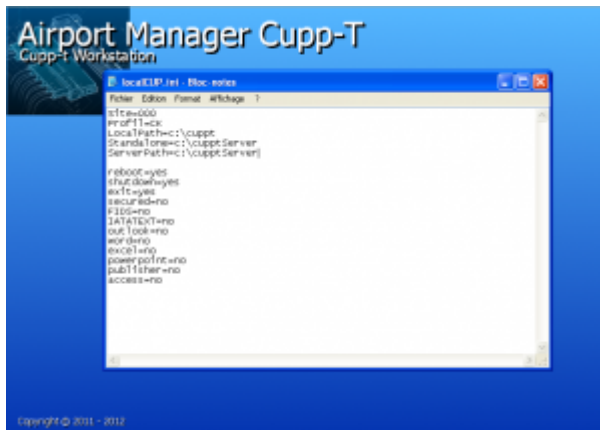 Airport Manager Cupp-T
Cupp-t Workstation
localCUP.ini - Bloc-notes
Fichier Edition Format Affichage ?
site=000
Profil=CK
LocalPath=c:\cuppt
Standalone=c:\cupptServer
ServerPath=c:\cupptServer
reboot=yes
shutdown=yes
exit=yes
secured=no
FIDS=no
IATATEXT=no
outlook=no
word=no
excel=no
powerpoint=no
publisher=no
access=no
Copyright © 2011 - 2012